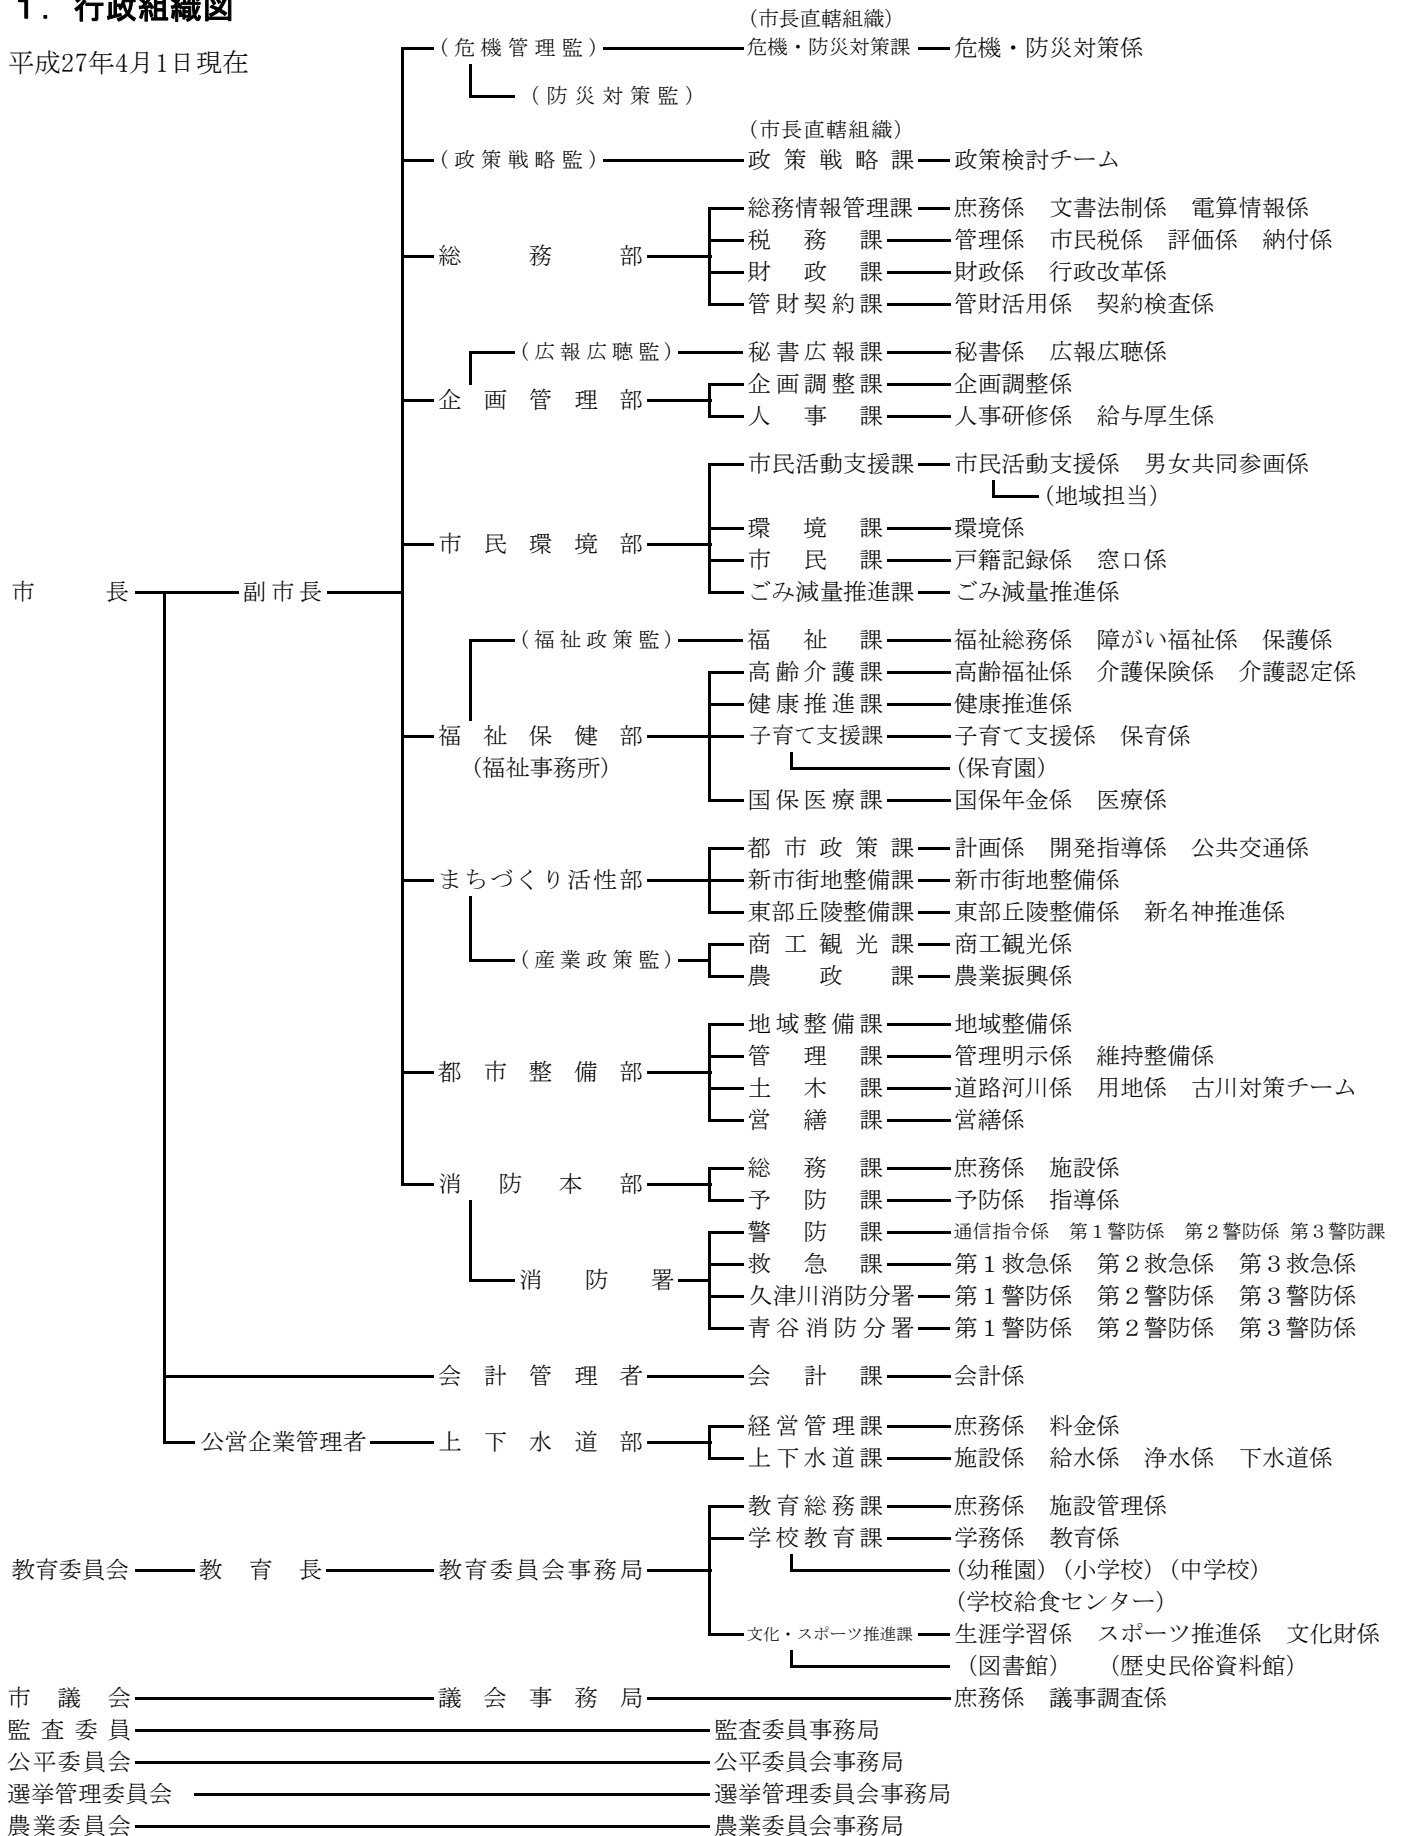 １．行政組織図
(市長直轄組織)
(危機管理監) 危機・防災対策課 危機・防災対策係
平成27年4月1日現在
(防災対策監)
(市長直轄組織)
(政策戦略監) 政策戦略課 政策検討チーム
総務情報管理課 庶務係 文書法制係 電算情報係
税務課 管理係 市民税係 評価係 納付係
総務部
財政課 財政係 行政改革係
管財契約課 管財活用係 契約検査係
(広報広聴監) 秘書広報課 秘書係 広報広聴係
企画調整課 企画調整係
企画管理部
人事課 人事研修係 給与厚生係
市民活動支援課 市民活動支援係 男女共同参画係
(地域担当)
環境課 環境係
市民環境部
市民課 戸籍記録係 窓口係
市長 副市長 ごみ減量推進課 ごみ減量推進係
(福祉政策監) 福祉課 福祉総務係 障がい福祉係 保護係
高齢介護課 高齢福祉係 介護保険係 介護認定係
健康推進課 健康推進係
福祉保健部 子育て支援課 子育て支援係 保育係
(福祉事務所) (保育園)
国保医療課 国保年金係 医療係
都市政策課 計画係 開発指導係 公共交通係
まちづくり活性部 新市街地整備課 新市街地整備係
東部丘陵整備課 東部丘陵整備係 新名神推進係
商工観光課 商工観光係
(産業政策監)
農政課 農業振興係
地域整備課 地域整備係
管理課 管理明示係 維持整備係
都市整備部
土木課 道路河川係 用地係 古川対策チーム
営繕課 営繕係
総務課 庶務係 施設係
消防本部
予防課 予防係 指導係
警防課 通信指令係 第１警防係 第２警防係 第３警防課
救急課 第１救急係 第２救急係 第３救急係
消防署
久津川消防分署 第１警防係 第２警防係 第３警防係
青谷消防分署 第１警防係 第２警防係 第３警防係
会計管理者 会計課 会計係
経営管理課 庶務係 料金係
公営企業管理者 上下水道部
上下水道課 施設係 給水係 浄水係 下水道係
教育総務課 庶務係 施設管理係
学校教育課 学務係 教育係
教育委員会 教育長 教育委員会事務局 (幼稚園) (小学校) (中学校)
(学校給食センター)
文化・スポーツ推進課 生涯学習係 スポーツ推進係 文化財係
(図書館) (歴史民俗資料館)
市議会 議会事務局 庶務係 議事調査係
監査委員 監査委員事務局
公平委員会 公平委員会事務局
選挙管理委員会 選挙管理委員会事務局
農業委員会 農業委員会事務局